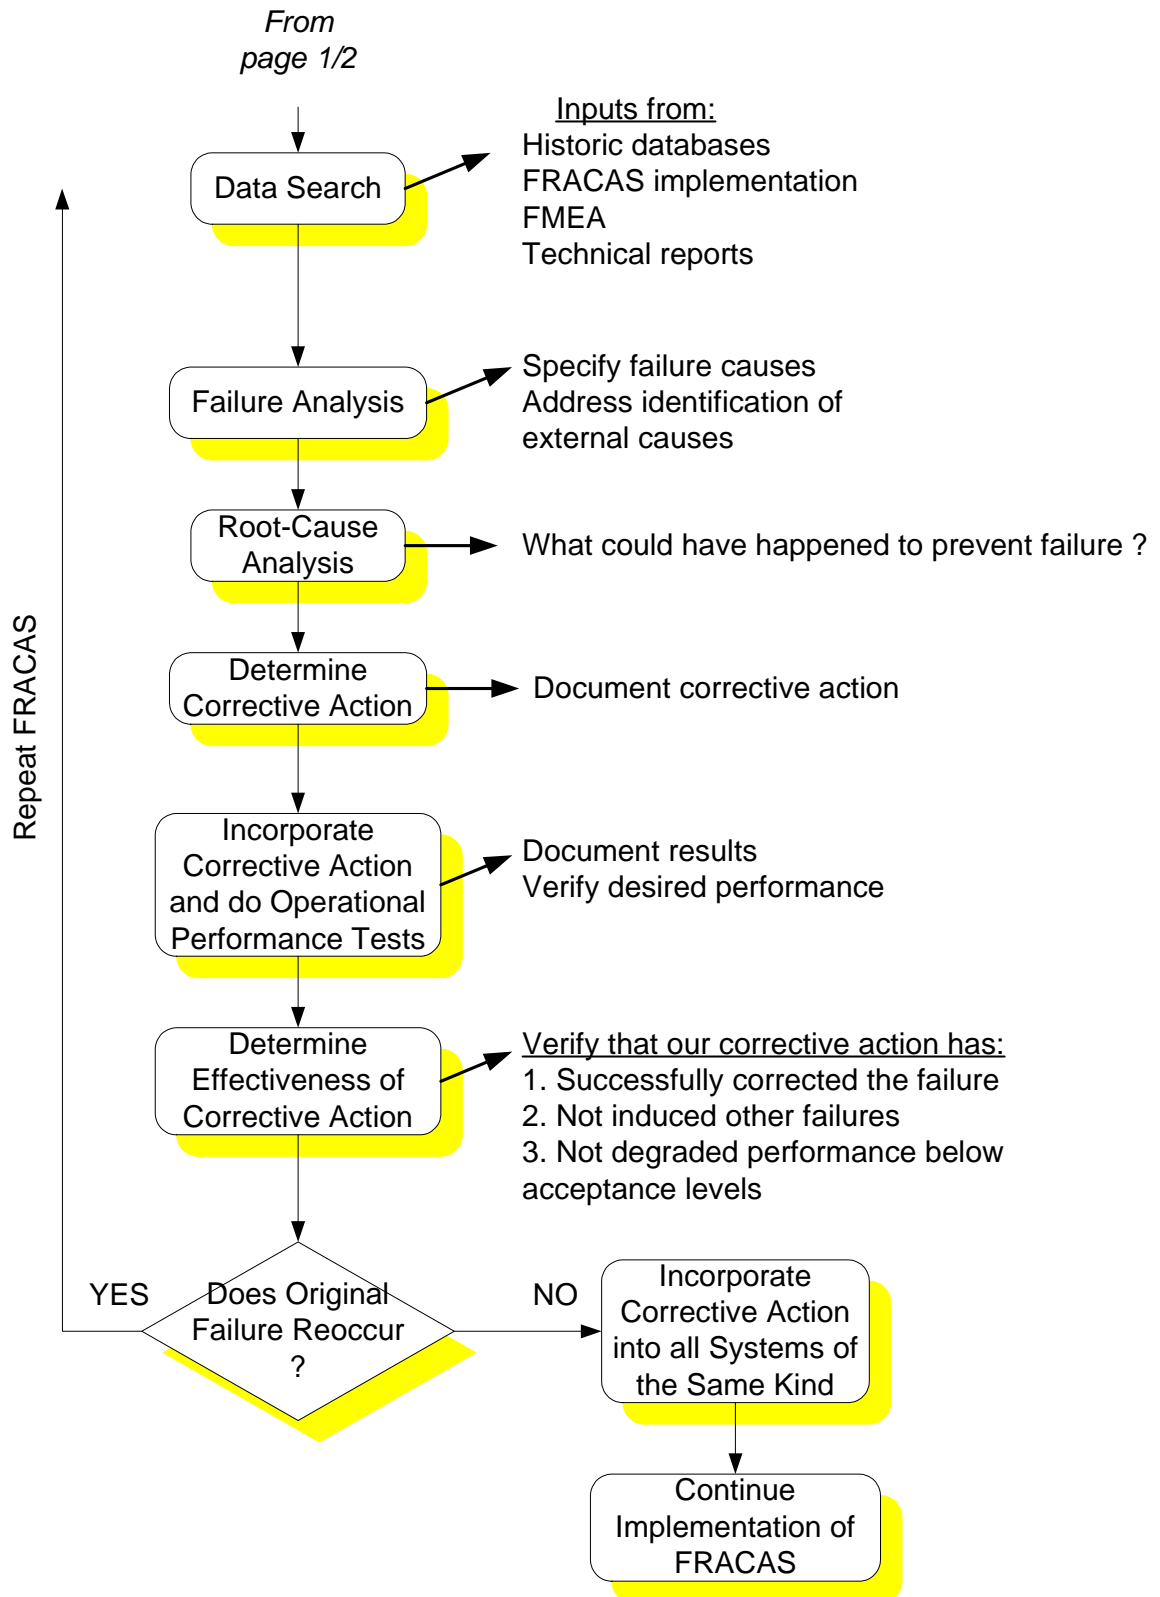 From
page 1/2
Inputs from:
Historic databases
FRACAS implementation
FMEA
Technical reports
Data Search
Specify failure causes
Address identification of
external causes
Failure Analysis
Root-Cause
Analysis
What could have happened to prevent failure ?
Determine
Corrective Action
Document corrective action
Repeat FRACAS
Incorporate
Corrective Action
and do Operational
Performance Tests
Document results
Verify desired performance
Determine
Effectiveness of
Corrective Action
Verify that our corrective action has:
1. Successfully corrected the failure
2. Not induced other failures
3. Not degraded performance below
acceptance levels
YES
Does Original
Failure Reoccur
?
NO
Incorporate
Corrective Action
into all Systems of
the Same Kind
Continue
Implementation of
FRACAS